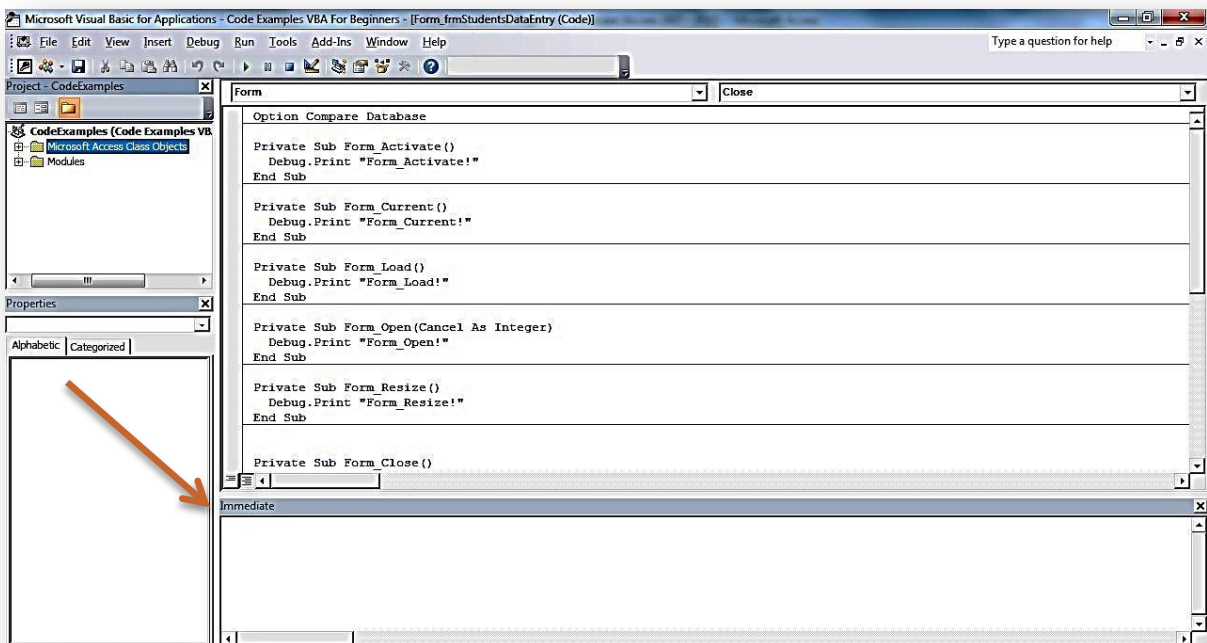 Microsoft Visual Basic for Applications - Code Examples VBA For Beginners - [Form_frmStudentsDataEntry (Code)]
File Edit View Insert Debug Run Tools Add-Ins Window Help
Type a question for help
Project - CodeExamples
CodeExamples (Code Examples VB
Microsoft Access Class Objects
Modules
Properties
Alphabetic Categorized
Form
Close
Option Compare Database
Private Sub Form_Activate()
Debug.Print "Form_Activate!"
End Sub
Private Sub Form_Current()
Debug.Print "Form_Current!"
End Sub
Private Sub Form_Load()
Debug.Print "Form_Load!"
End Sub
Private Sub Form_Open(Cancel As Integer)
Debug.Print "Form_Open!"
End Sub
Private Sub Form_Resize()
Debug.Print "Form_Resize!"
End Sub
Private Sub Form_Close()
Immediate